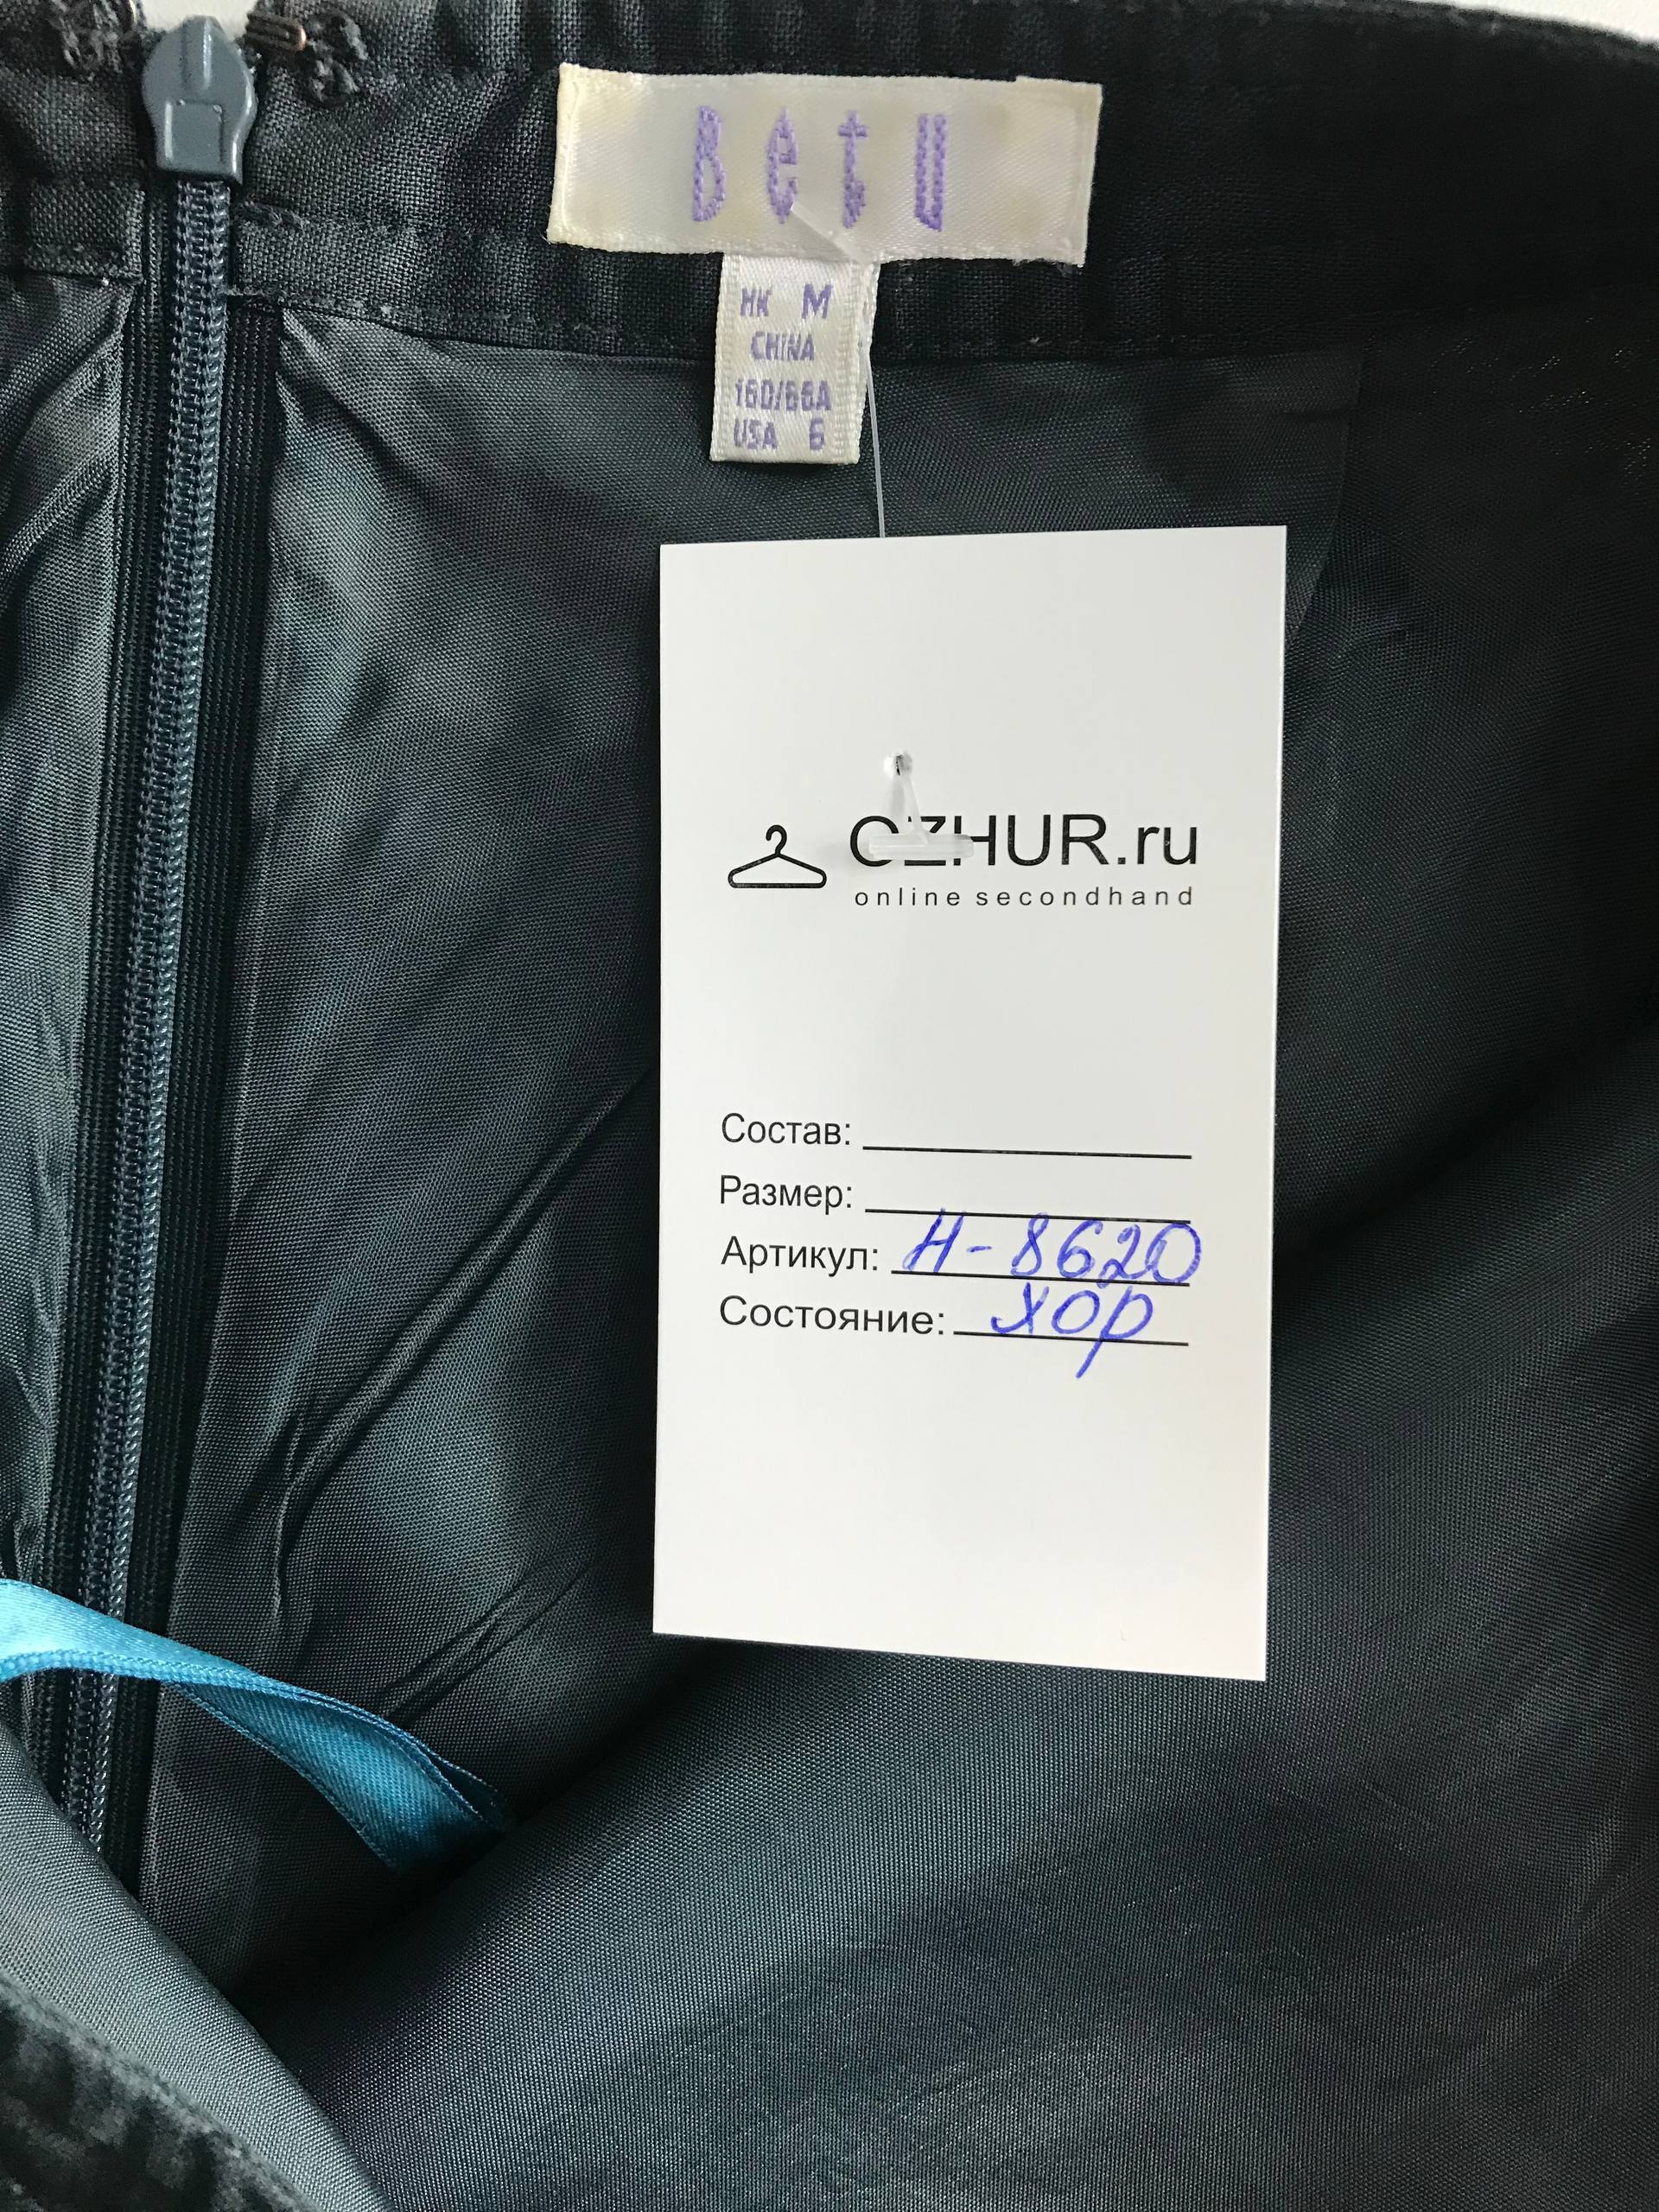 Betu
HK M
CHINA
160/66A
USA 6
OZHUR.ru
online secondhand
Состав:
Размер:
Артикул: Н-8620
Состояние: хор